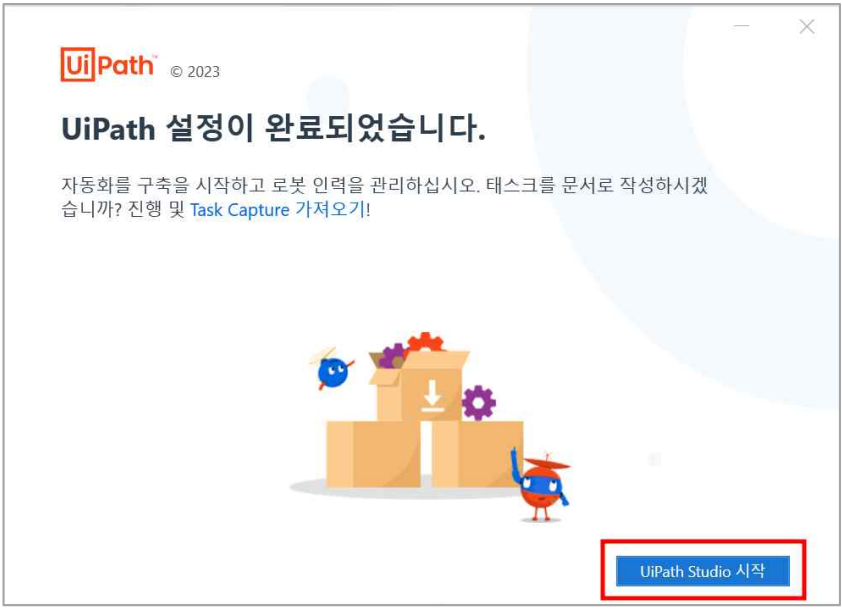 UiPath™ © 2023
UiPath 설정이 완료되었습니다.
자동화를 구축을 시작하고 로봇 인력을 관리하십시오. 태스크를 문서로 작성하시겠
습니까? 진행 및 Task Capture 가져오기!
UiPath Studio 시작